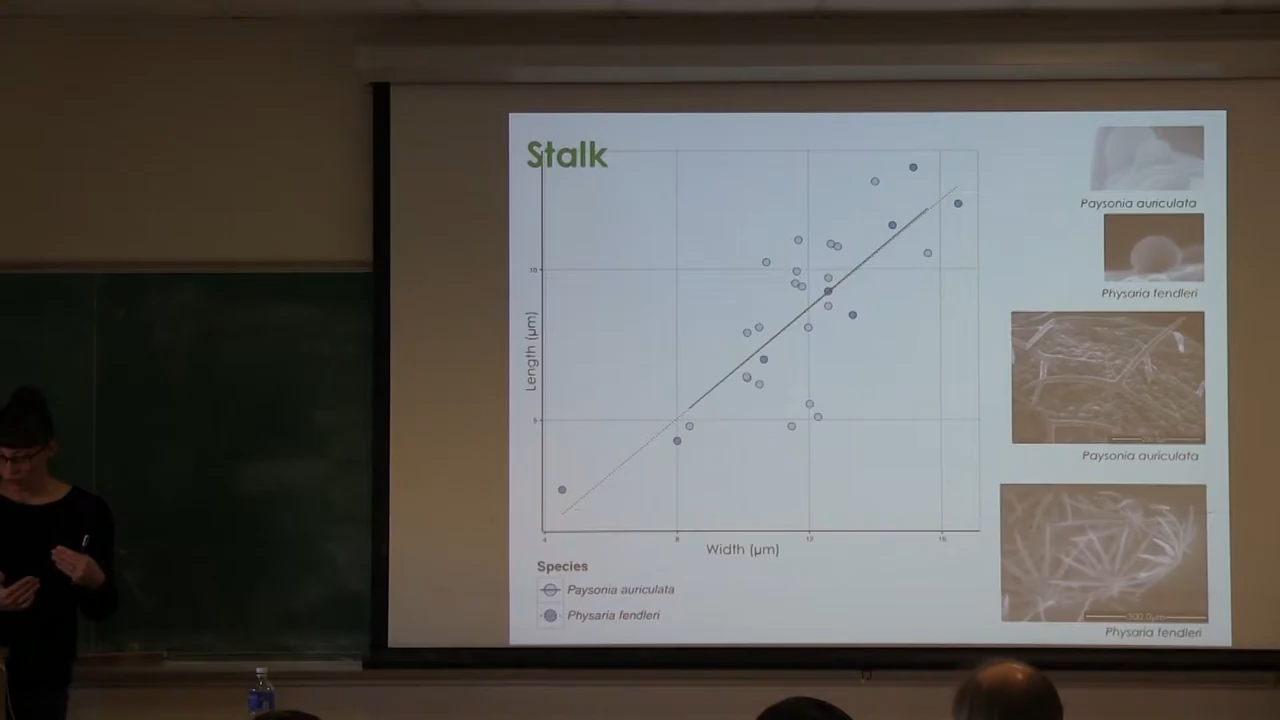 Stalk
Paysonia auriculata
Physaria fendleri
10
Length (µm)
5
Paysonia auriculata
4
8
12
16
Width (µm)
Species
Paysonia auriculata
Physaria fendleri
Physaria fendleri